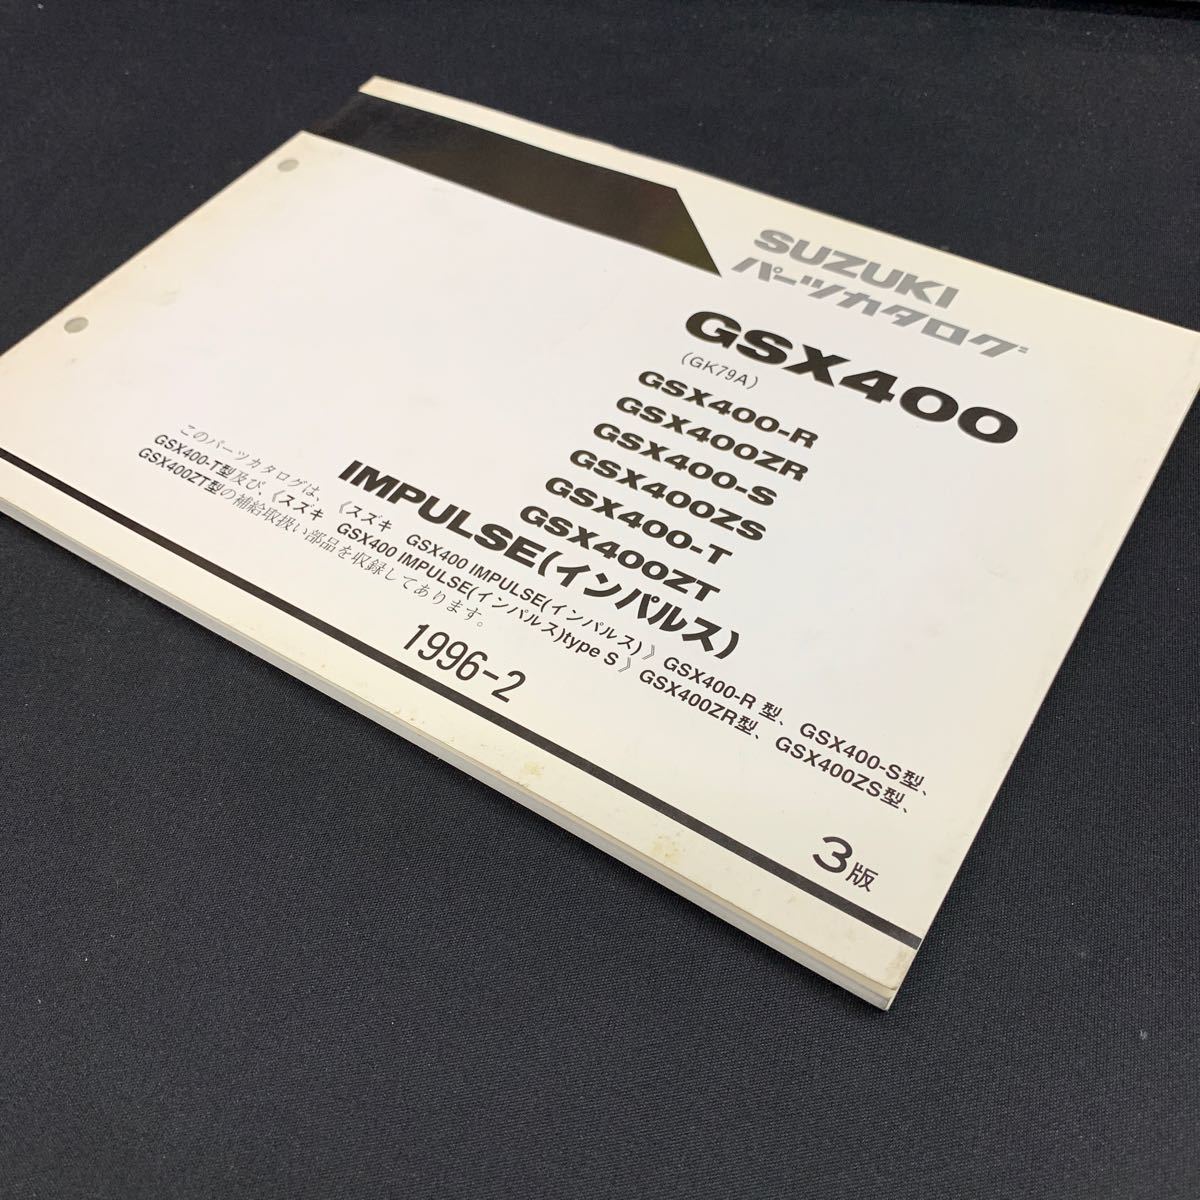 SUZUKI
パーツカタログ
GSX400
(GK79A)
GSX400-R
GSX400ZR
GSX400-S
GSX400ZS
GSX400-T
GSX400ZT
IMPULSE(インパルス)
このパーツカタログは、《スズキ GSX400 IMPULSE(インパルス)》GSX400-R 型、GSX400-S型、
GSX400-T型及び、《スズキ GSX400 IMPULSE(インパルス)type S》GSX400ZR型、GSX400ZS型、
GSX400ZT型の補給取扱い部品を収録してあります。
1996-2
3版